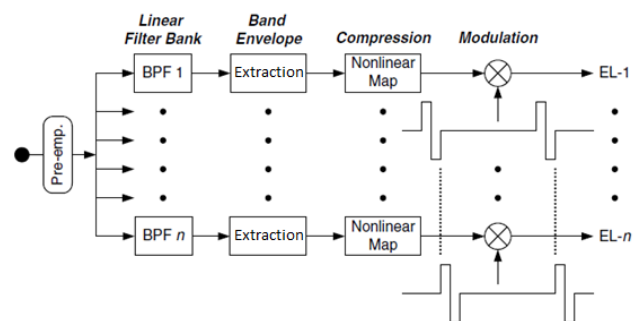 Linear
Filter Bank
Band
Envelope
Compression
Modulation
Pre-emp.
BPF 1
Extraction
Nonlinear
Map
EL-1
BPF n
Extraction
Nonlinear
Map
EL-n